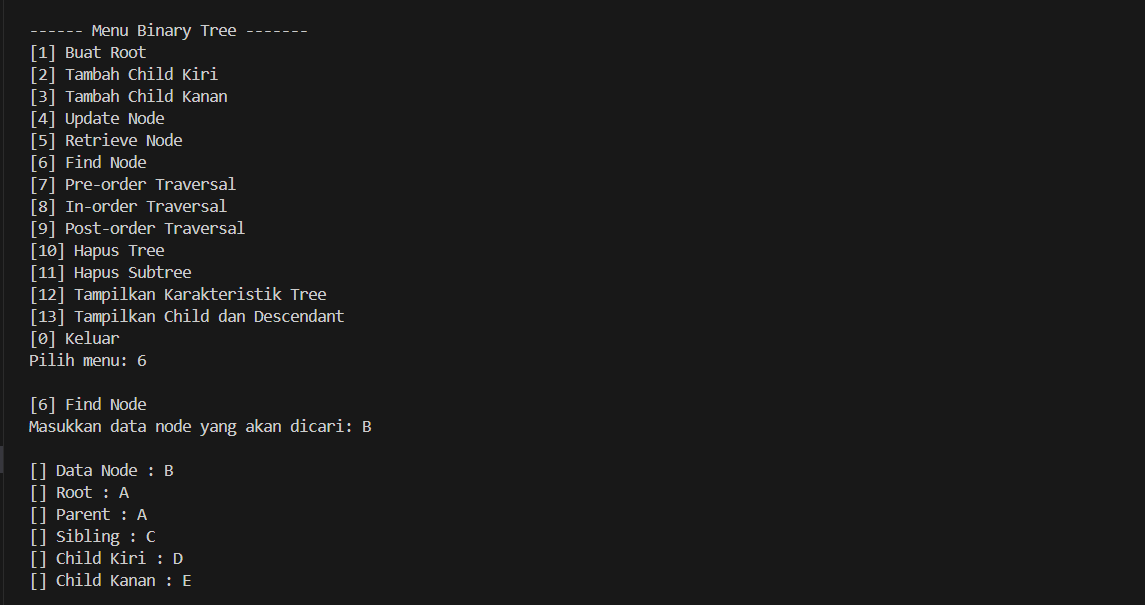 ------ Menu Binary Tree -------
[1] Buat Root
[2] Tambah Child Kiri
[3] Tambah Child Kanan
[4] Update Node
[5] Retrieve Node
[6] Find Node
[7] Pre-order Traversal
[8] In-order Traversal
[9] Post-order Traversal
[10] Hapus Tree
[11] Hapus Subtree
[12] Tampilkan Karakteristik Tree
[13] Tampilkan Child dan Descendant
[0] Keluar
Pilih menu: 6
[6] Find Node
Masukkan data node yang akan dicari: B
[] Data Node : B
[] Root : A
[] Parent : A
[] Sibling : C
[] Child Kiri : D
[] Child Kanan : E